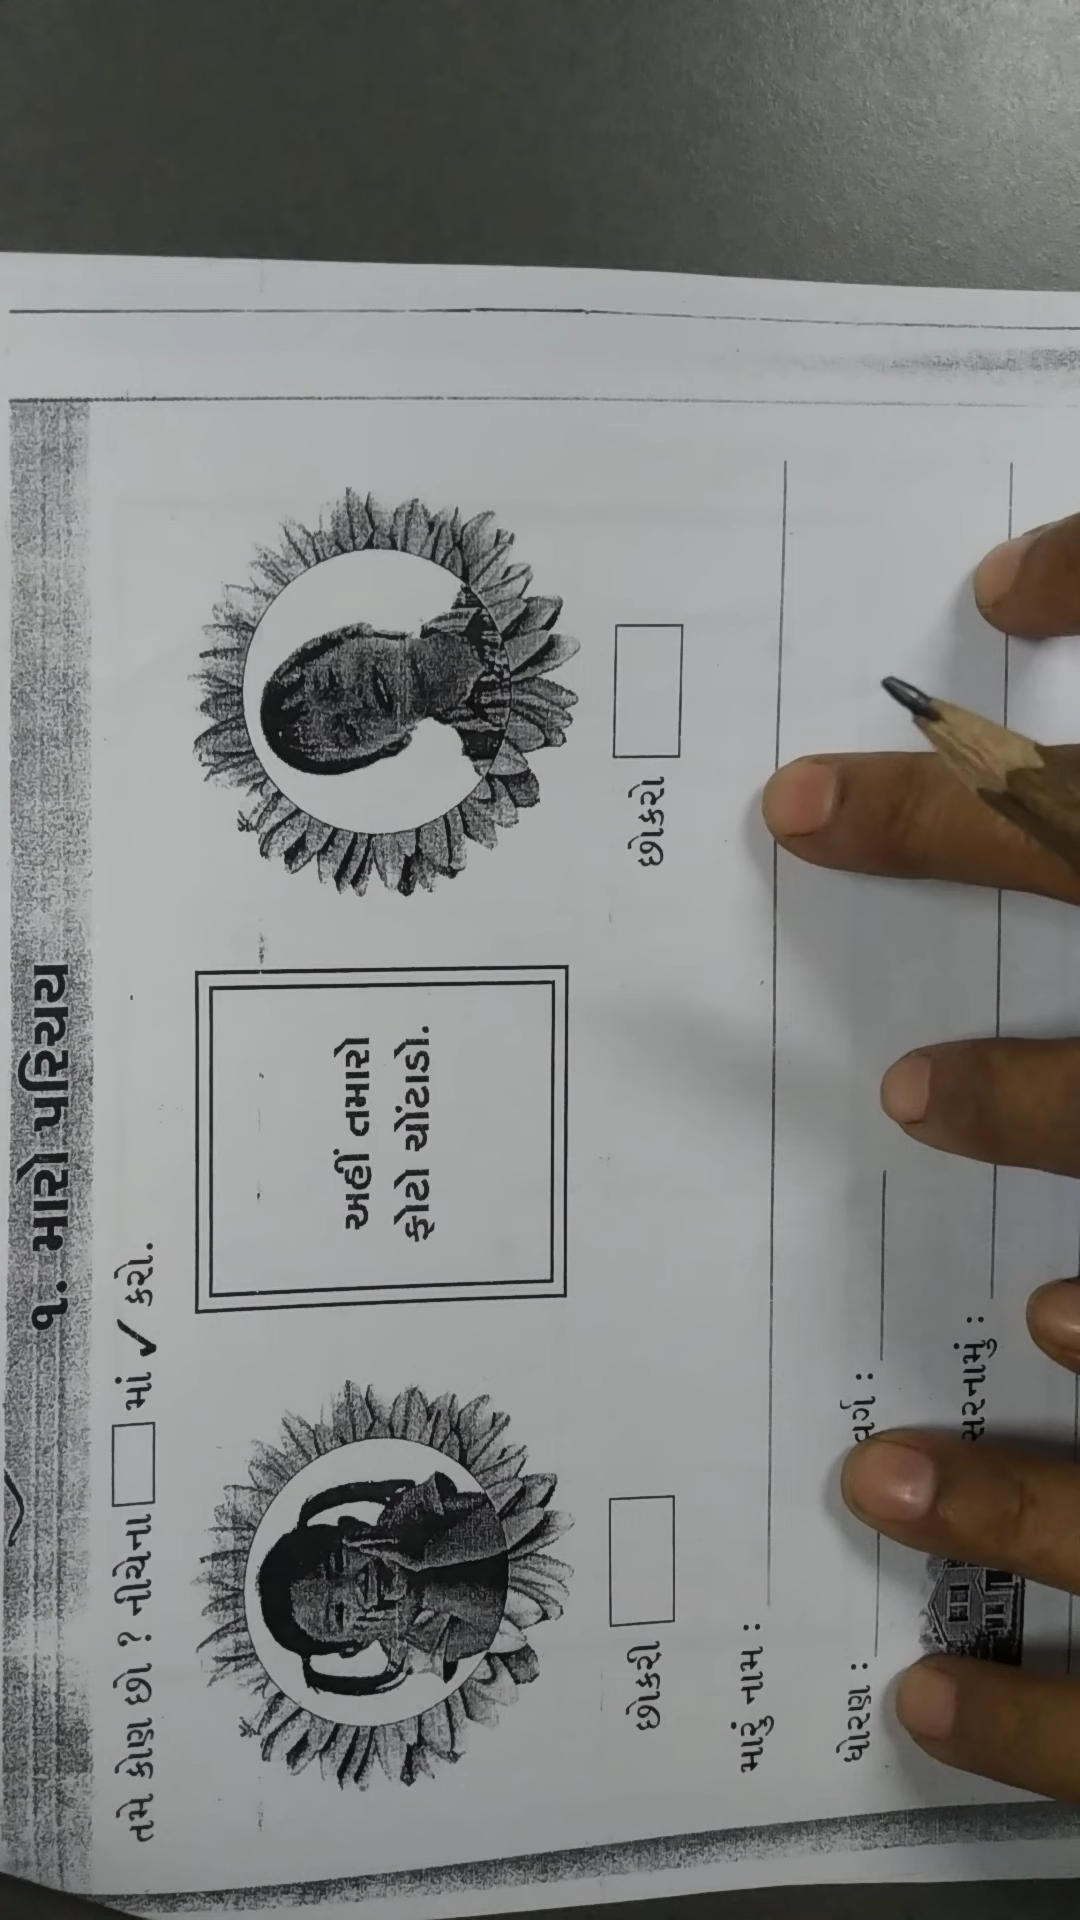 ૧. મારો પરિચય
તમે કોણ છો ? નીચેના માં ✓ કરો.
અહીં તમારો
ફોટો ચોંટાડો.
છોકરી
છોકરો
મારું નામ :
ધોરણ : વર્ગ :
સરનામું :